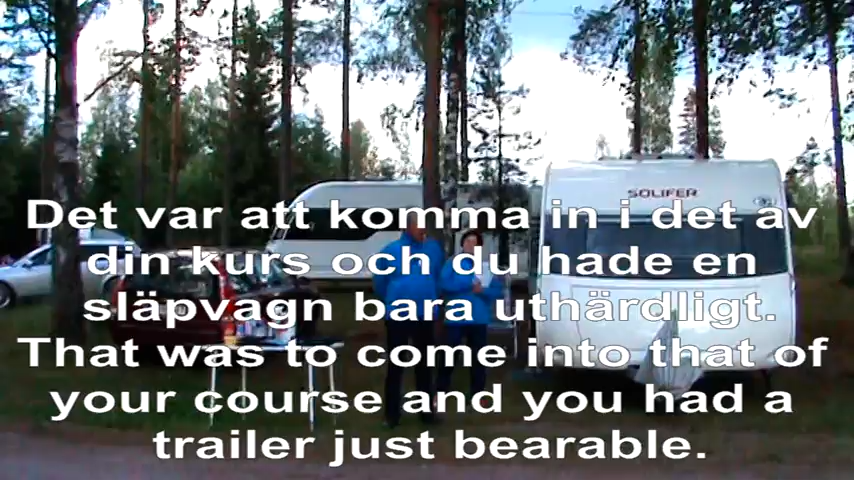 SOLIFER
Det var att komma in i det av
din kurs och du hade en
släpvagn bara uthärdligt.
That was to come into that of
your course and you had a
trailer just bearable.